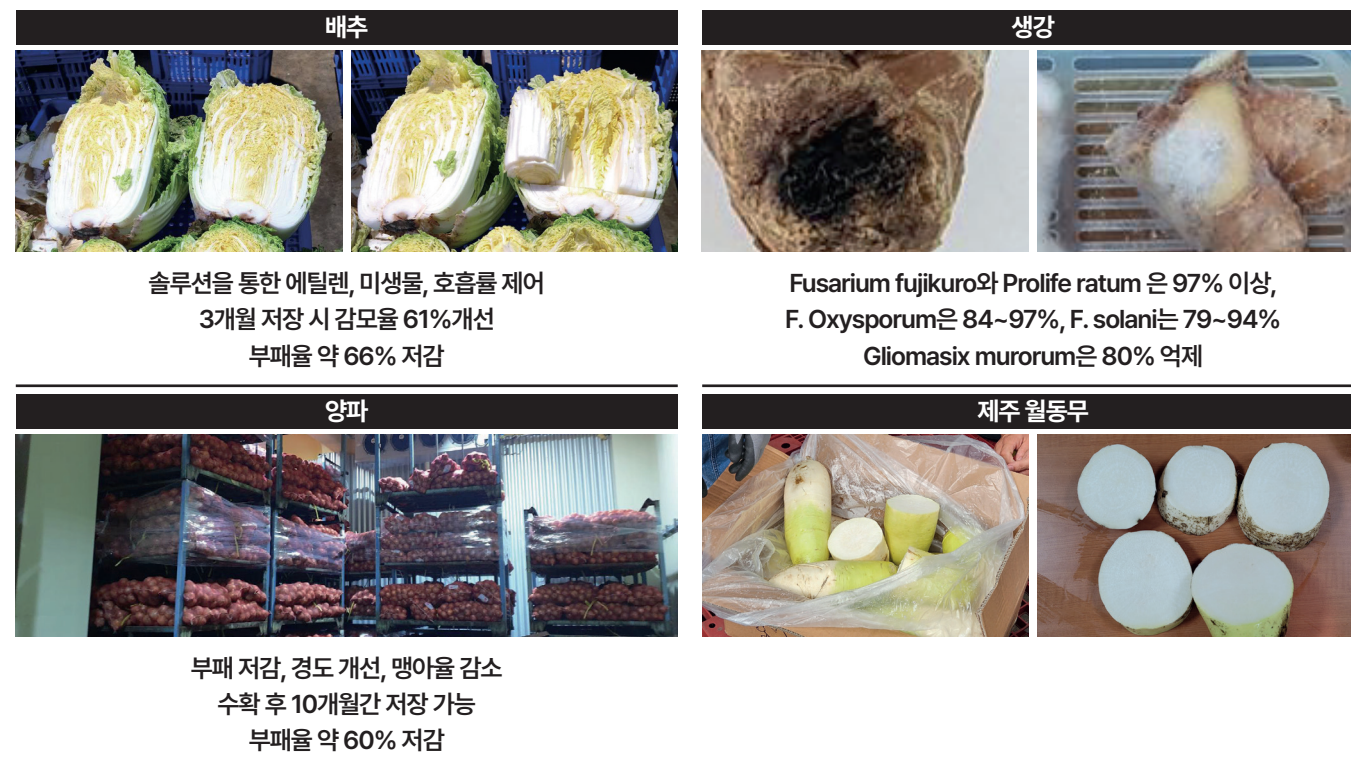 배추
솔루션을 통한 에틸렌, 미생물, 호흡률 제어
3개월 저장 시 감모율 61%개선
부패율 약 66% 저감
생강
Fusarium fujikuro와 Prolife ratum 은 97% 이상,
F. Oxysporum은 84~97%, F. solani는 79~94%
Gliomasix murorum은 80% 억제
양파
부패 저감, 경도 개선, 맹아율 감소
수확 후 10개월간 저장 가능
부패율 약 60% 저감
제주 월동무